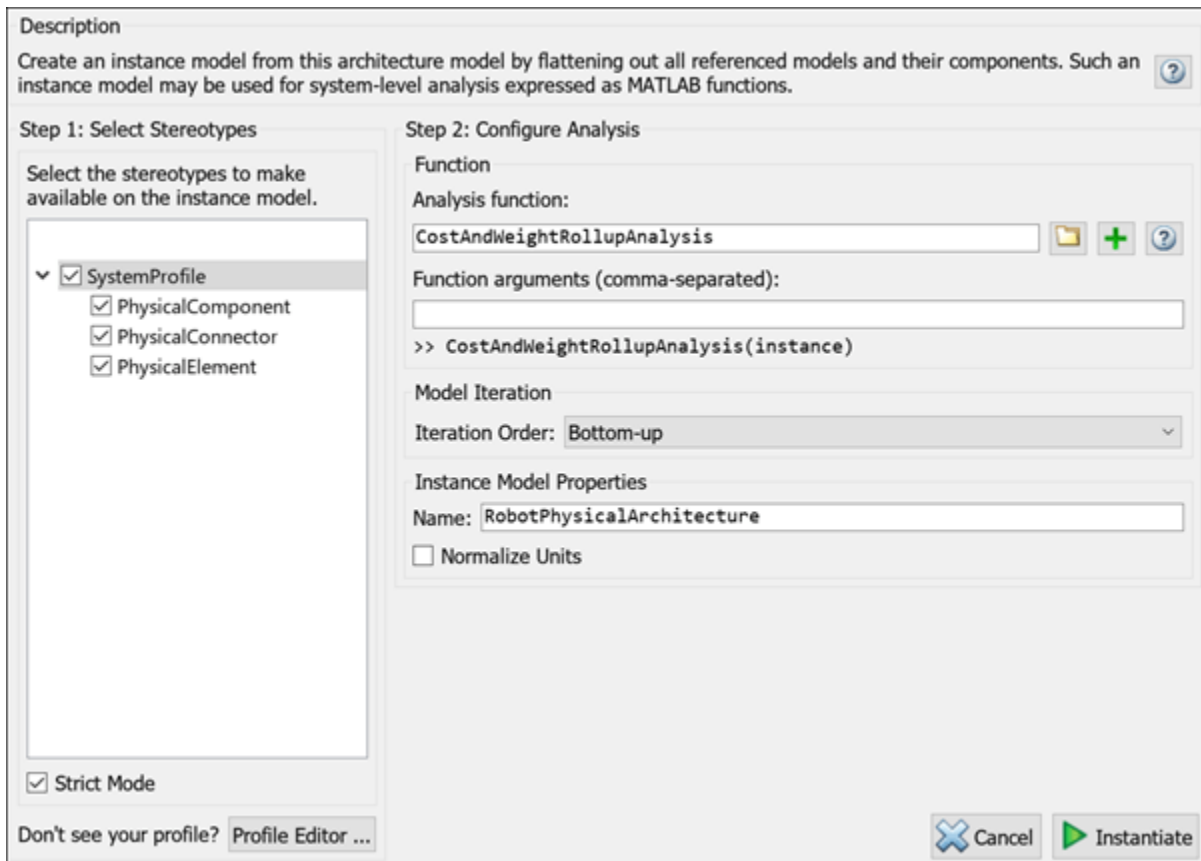 Description
Create an instance model from this architecture model by flattening out all referenced models and their components. Such an
instance model may be used for system-level analysis expressed as MATLAB functions.
Step 1: Select Stereotypes
Select the stereotypes to make
available on the instance model.
SystemProfile
PhysicalComponent
PhysicalConnector
PhysicalElement
Strict Mode
Don't see your profile? Profile Editor ...
Step 2: Configure Analysis
Function
Analysis function:
CostAndWeightRollupAnalysis
Function arguments (comma-separated):
>> CostAndWeightRollupAnalysis(instance)
Model Iteration
Iteration Order: Bottom-up
Instance Model Properties
Name: RobotPhysicalArchitecture
Normalize Units
Cancel Instantiate